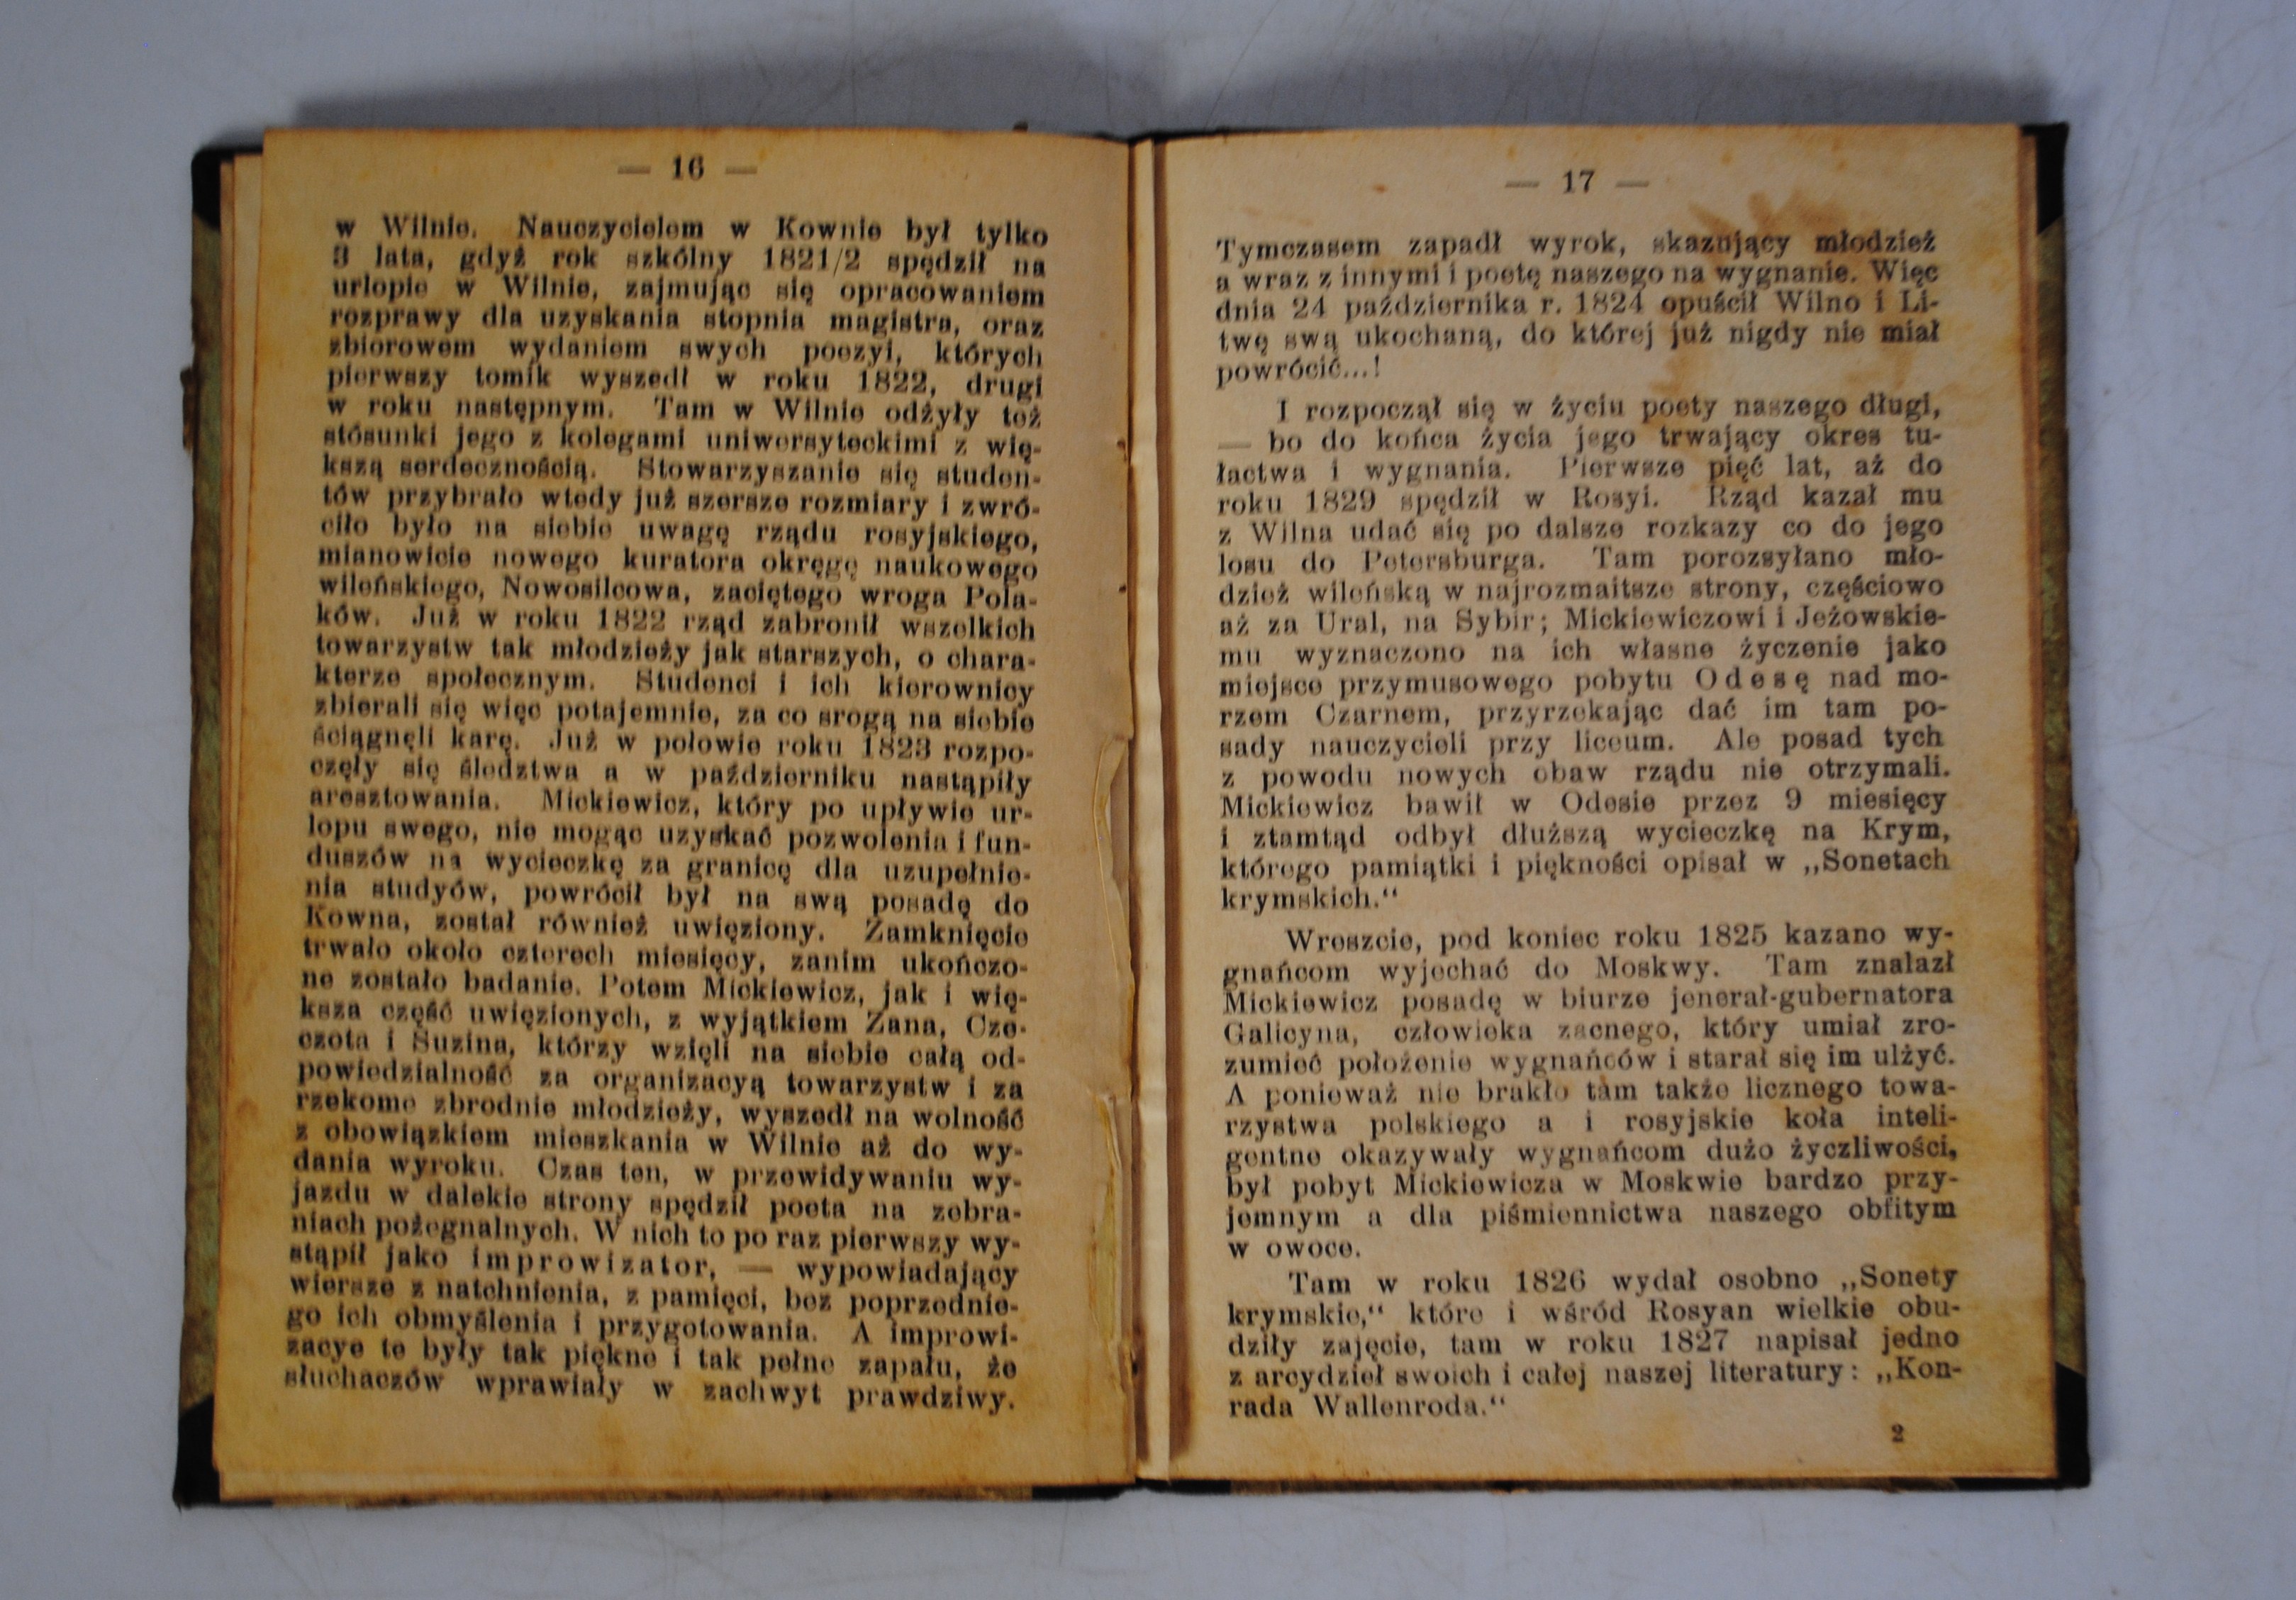 — 16 —
w Wilnie. Nauczycielem w Kownie był tylko
3 lata, gdyż rok szkólny 1821/2 spędził na
urlopie w Wilnie, zajmując się opracowaniem
rozprawy dla uzyskania stopnia magistra, oraz
zbiorowem wydaniem swych poezyi, których
pierwszy tomik wyszedł w roku 1822, drugi
w roku następnym. Tam w Wilnie odżyły też
stósunki jego z kolegami uniwersyteckimi z wię-
kszą serdecznością. Stowarzyszanie się studen-
tów przybrało wtedy już szersze rozmiary i zwró-
ciło było na siebie uwagę rządu rosyjskiego,
mianowicie nowego kuratora okręgę naukowego
wileńskiego, Nowosilcowa, zaciętego wroga Pola-
ków. Już w roku 1822 rząd zabronił wszelkich
towarzystw tak młodzieży jak starszych, o chara-
kterze społecznym. Studenci i ich kierownicy
zbierali się więc potajemnie, za co srogą na siebie
ściągnęli karę. Już w połowie roku 1823 rozpo-
częły się śledztwa a w październiku nastąpiły
aresztowania. Mickiewicz, który po upływie ur-
lopu swego, nie mogąc uzyskać pozwolenia i fun-
duszów na wycieczkę za granicę dla uzupełnie-
nia studyów, powrócił był na swą posadę do
Kowna, został również uwięziony. Zamknięcie
trwało około czterech miesięcy, zanim ukończo-
ne zostało badanie. Potem Mickiewicz, jak i wię-
ksza część uwięzionych, z wyjątkiem Zana, Cze-
czota i Suzina, którzy wzięli na siebie całą od-
powiedzialność za organizacyą towarzystw i za
rzekome zbrodnie młodzieży, wyszedł na wolność
z obowiązkiem mieszkania w Wilnie aż do wy-
dania wyroku. Czas ten, w przewidywaniu wy-
jazdu w dalekie strony spędził poeta na zebra-
niach pożegnalnych. W nich to po raz pierwszy wy-
stąpił jako improwizator, — wypowiadający
wiersze z natchnienia, z pamięci, bez poprzednie-
go ich obmyślenia i przygotowania. A improwi-
zacye te były tak piękne i tak pełne zapału, że
słuchaczów wprawiały w zachwyt prawdziwy.
— 17 —
Tymczasem zapadł wyrok, skazujący młodzież
a wraz z innymi i poetę naszego na wygnanie. Więc
dnia 24 października r. 1824 opuścił Wilno i Li-
twę swą ukochaną, do której już nigdy nie miał
powrócić...!
I rozpoczął się w życiu poety naszego długi,
— bo do końca życia jego trwający okres tu-
łactwa i wygnania. Pierwsze pięć lat, aż do
roku 1829 spędził w Rosyi. Rząd kazał mu
z Wilna udać się po dalsze rozkazy co do jego
losu do Petersburga. Tam porozsyłano mło-
dzież wileńską w najrozmaitsze strony, częściowo
aż za Ural, na Sybir; Mickiewiczowi i Jeżowskie-
mu wyznaczono na ich własne życzenie jako
miejsce przymusowego pobytu Odesę nad mo-
rzem Czarnem, przyrzekając dać im tam po-
sady nauczycieli przy liceum. Ale posad tych
z powodu nowych obaw rządu nie otrzymali.
Mickiewicz bawił w Odesie przez 9 miesięcy
i ztamtąd odbył dłuższą wycieczkę na Krym,
którego pamiątki i piękności opisał w „Sonetach
krymskich.“
Wreszcie, pod koniec roku 1825 kazano wy-
gnańcom wyjechać do Moskwy. Tam znalazł
Mickiewicz posadę w biurze jenerał-gubernatora
Galicyna, człowieka zacnego, który umiał zro-
zumieć położenie wygnańców i starał się im ulżyć.
A ponieważ nie brakło tam także licznego towa-
rzystwa polskiego a i rosyjskie koła inteli-
gentne okazywały wygnańcom dużo życzliwości,
był pobyt Mickiewicza w Moskwie bardzo przy-
jemnym a dla piśmiennictwa naszego obfitym
w owoce.
Tam w roku 1826 wydał osobno „Sonety
krymskie,“ które i wśród Rosyan wielkie obu-
dziły zajęcie, tam w roku 1827 napisał jedno
z arcydzieł swoich i całej naszej literatury: „Kon-
rada Wallenroda.“
2